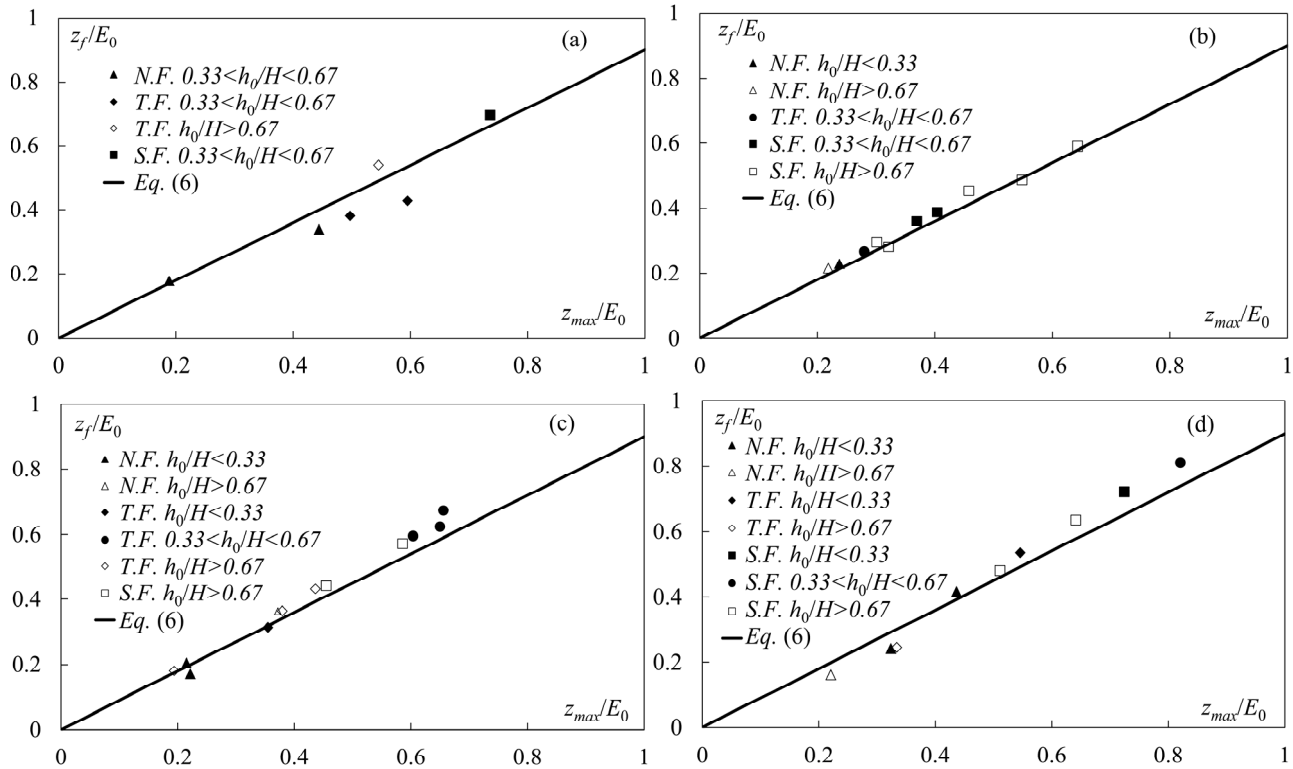 1
z_f/E_0
(a)
N.F. 0.33<h_0/H<0.67
0.8
T.F. 0.33<h_0/H<0.67
T.F. h_0/H>0.67
0.6
S.F. 0.33<h_0/H<0.67
Eq. (6)
0.4
0.2
z_max/E_0
0
0 0.2 0.4 0.6 0.8 1
1
z_f/E_0
(b)
N.F. h_0/H<0.33
0.8
N.F. h_0/H>0.67
T.F. 0.33<h_0/H<0.67
0.6
S.F. 0.33<h_0/H<0.67
S.F. h_0/H>0.67
Eq. (6)
0.4
0.2
z_max/E_0
0
0 0.2 0.4 0.6 0.8 1
1
z_f/E_0
(c)
N.F. h_0/H<0.33
0.8
N.F. h_0/H>0.67
T.F. h_0/H<0.33
0.6
T.F. 0.33<h_0/H<0.67
T.F. h_0/H>0.67
S.F. h_0/H>0.67
0.4
Eq. (6)
0.2
z_max/E_0
0
0 0.2 0.4 0.6 0.8 1
1
z_f/E_0
(d)
N.F. h_0/H<0.33
0.8
N.F. h_0/H>0.67
T.F. h_0/H<0.33
T.F. h_0/H>0.67
0.6
S.F. h_0/H<0.33
S.F. 0.33<h_0/H<0.67
0.4
S.F. h_0/H>0.67
Eq. (6)
0.2
z_max/E_0
0
0 0.2 0.4 0.6 0.8 1